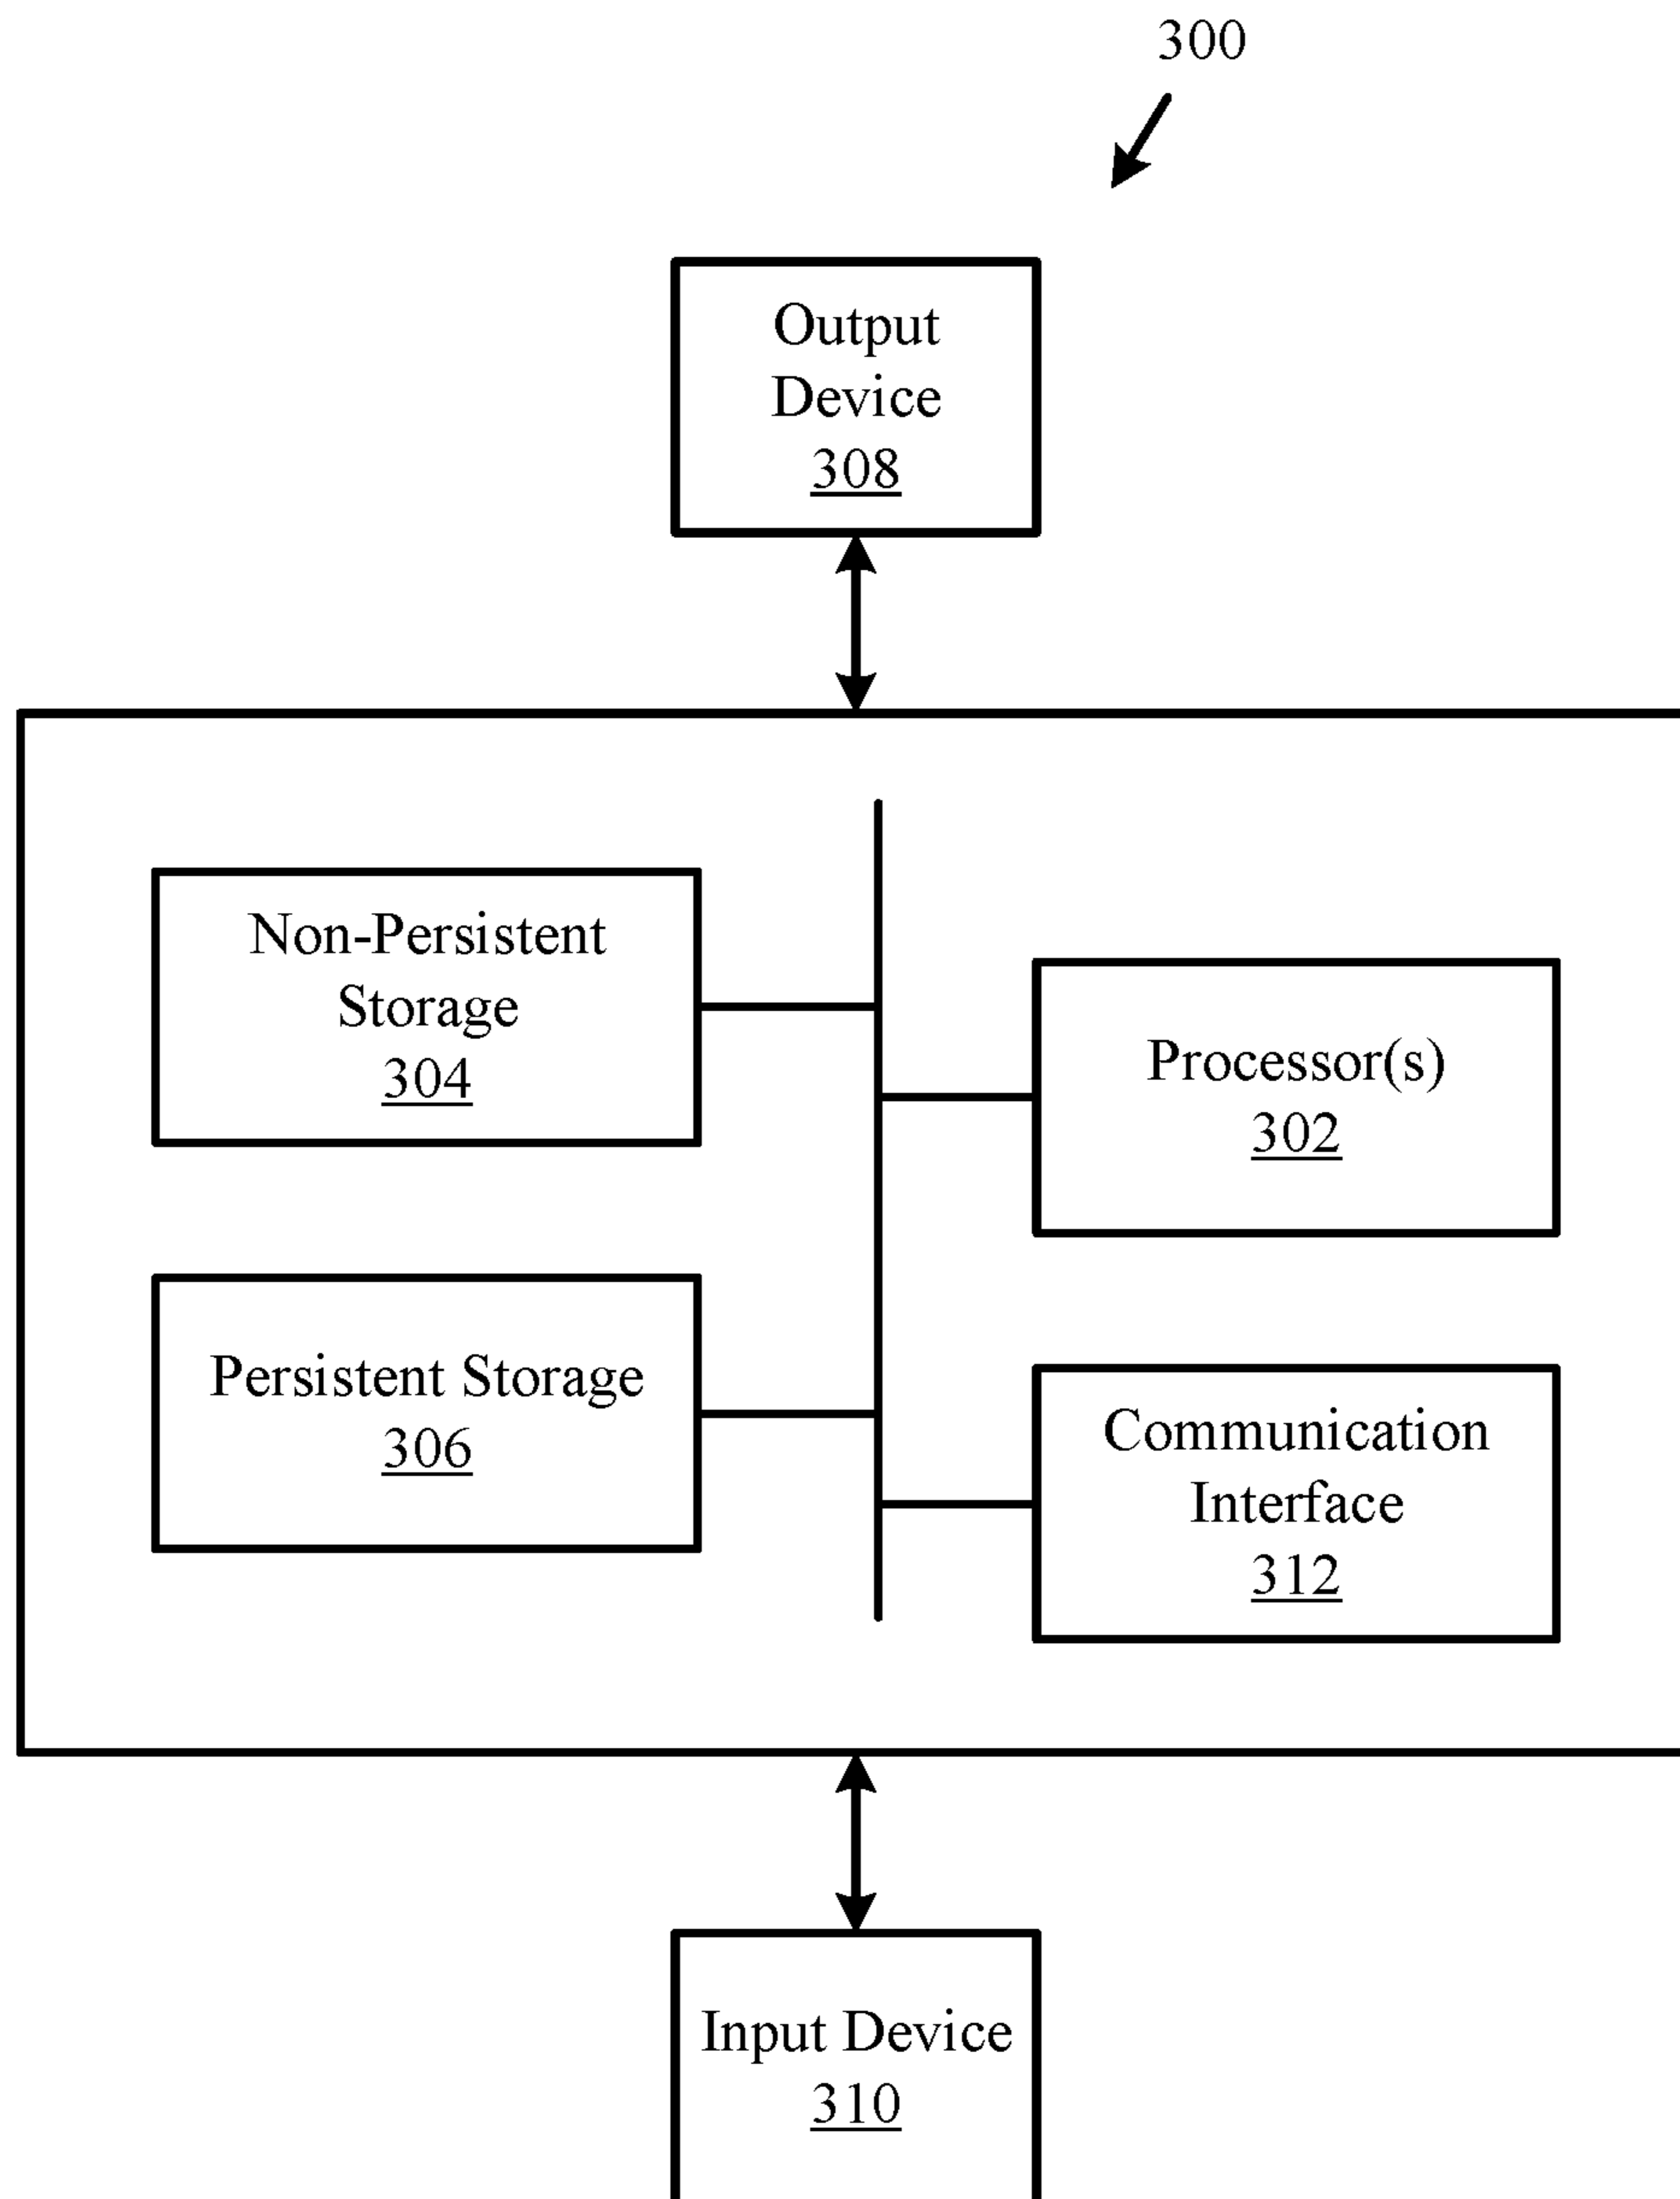 300
Output
Device
308
Non-Persistent
Storage
304
Processor(s)
302
Persistent Storage
306
Communication
Interface
312
Input Device
310